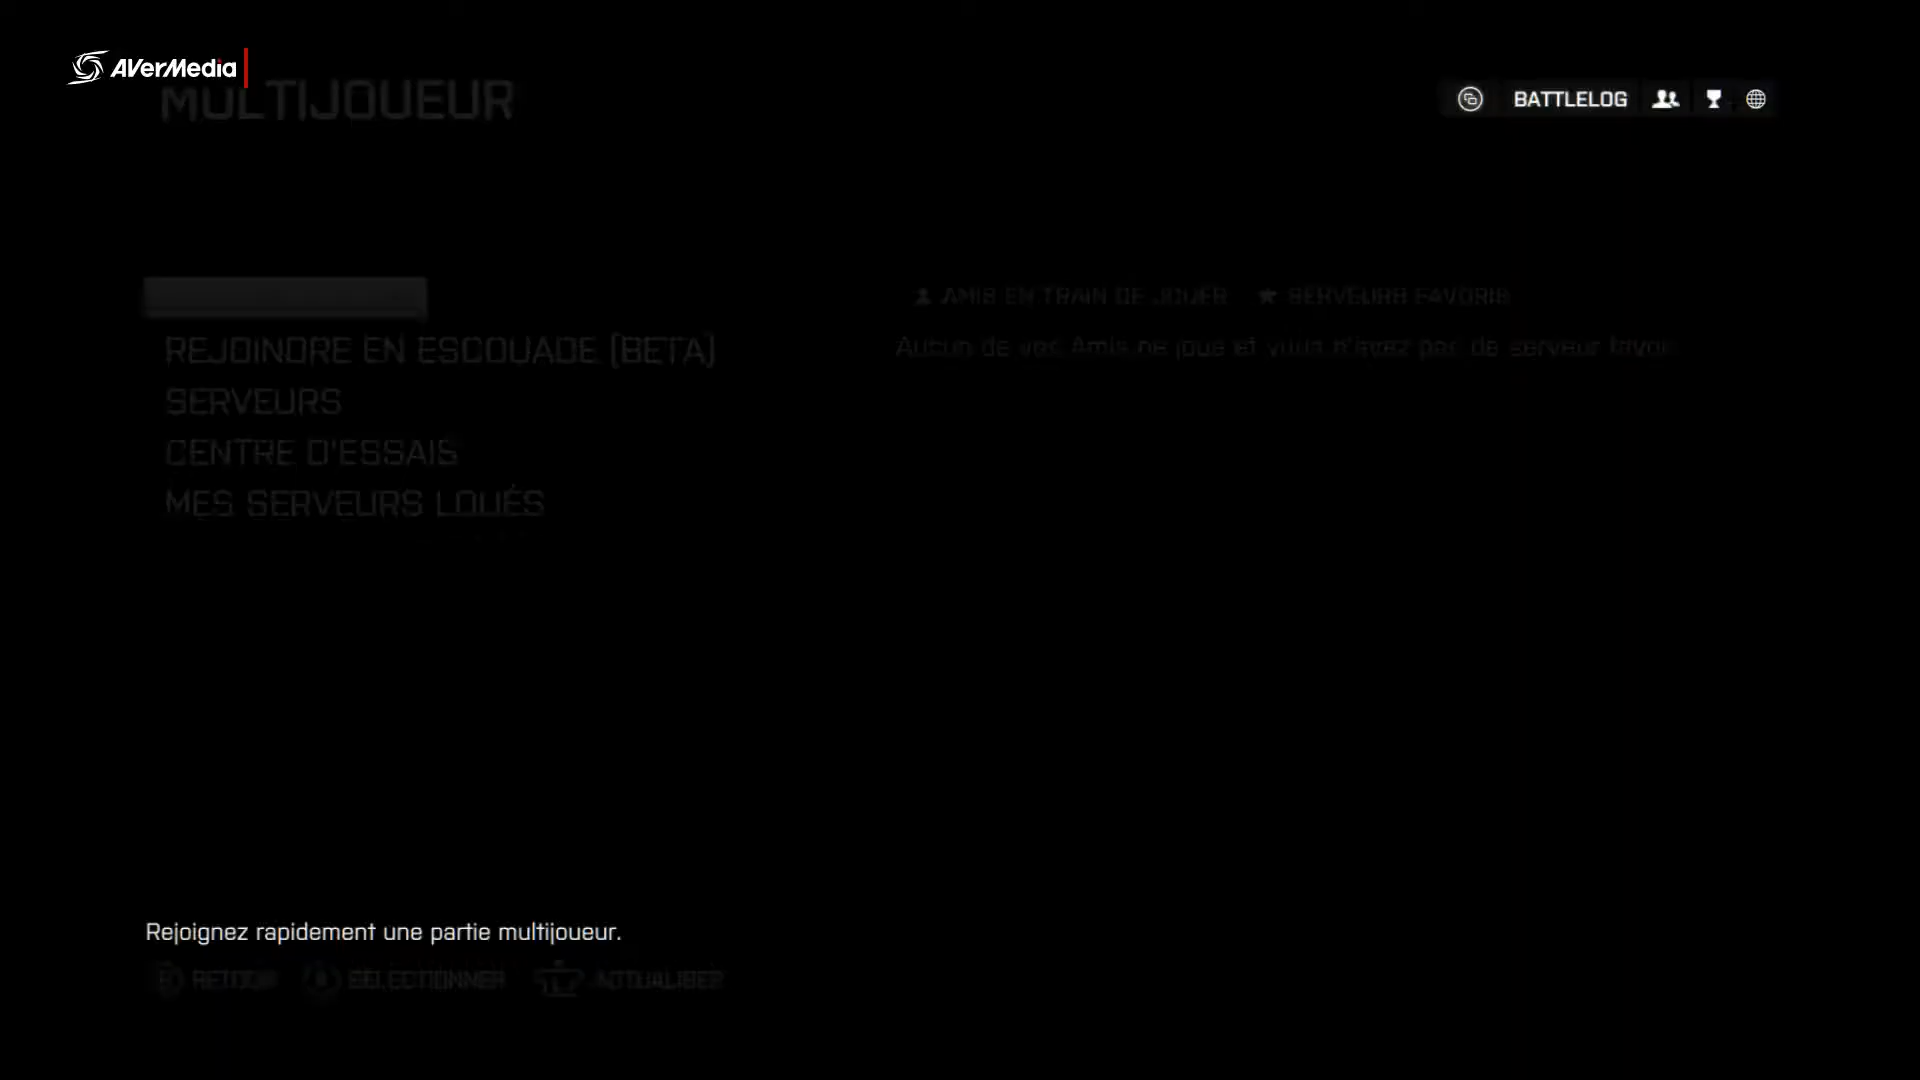 AVerMedia
MULTIJOUEUR
BATTLELOG
AMIS EN TRAIN DE JOUER SERVEURS FAVORIS
REJOINDRE EN ESCOUADE (BETA)
Aucun de vos Amis ne joue et vous n'avez pas de serveur favori
SERVEURS
CENTRE D'ESSAIS
MES SERVEURS LOUÉS
Rejoignez rapidement une partie multijoueur.
RETOUR SÉLECTIONNER ACTUALISER